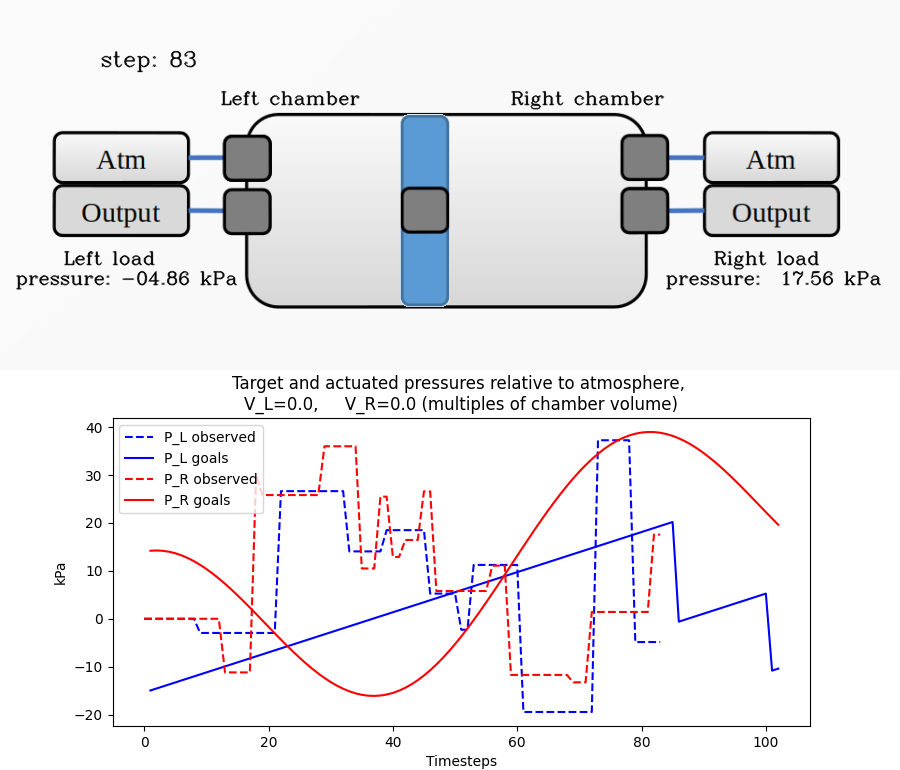 step: 83
Left chamber
Right chamber
Atm
Atm
Output
Output
Left load
pressure: -04.86 kPa
Right load
pressure: 17.56 kPa
Target and actuated pressures relative to atmosphere,
V_L=0.0, V_R=0.0 (multiples of chamber volume)
P_L observed
P_L goals
P_R observed
P_R goals
40
30
20
10
0
−10
−20
kPa
0
20
40
60
80
100
Timesteps